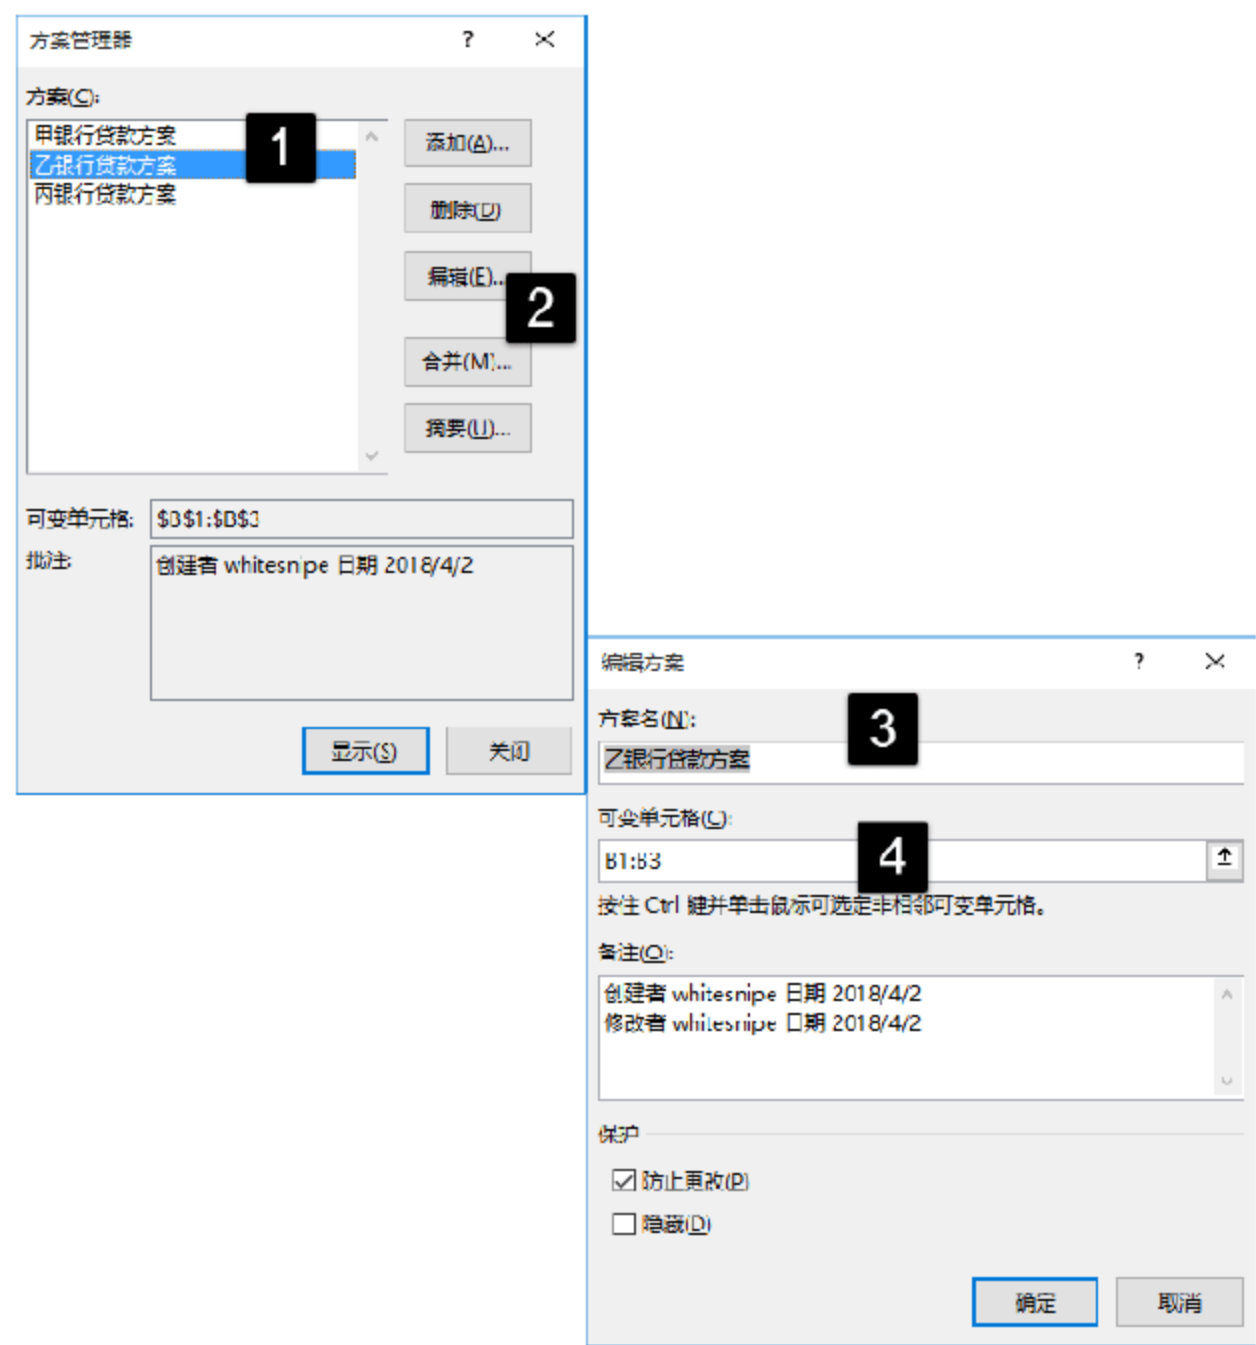 方案管理器 ?
方案(C):
甲银行贷款方案
乙银行贷款方案
丙银行贷款方案
1
添加(A)...
删除(D)
编辑(E)...
2
合并(M)...
摘要(U)...
可变单元格: $B$1:$B$3
批注: 创建者 whitesnipe 日期 2018/4/2
显示(S) 关闭
编辑方案 ?
方案名(N):
3
乙银行贷款方案
可变单元格(C):
4
B1:B3
按住 Ctrl 键并单击鼠标可选定非相邻可变单元格。
备注(O):
创建者 whitesnipe 日期 2018/4/2
修改者 whitesnipe 日期 2018/4/2
保护
防止更改(P)
隐藏(D)
确定 取消